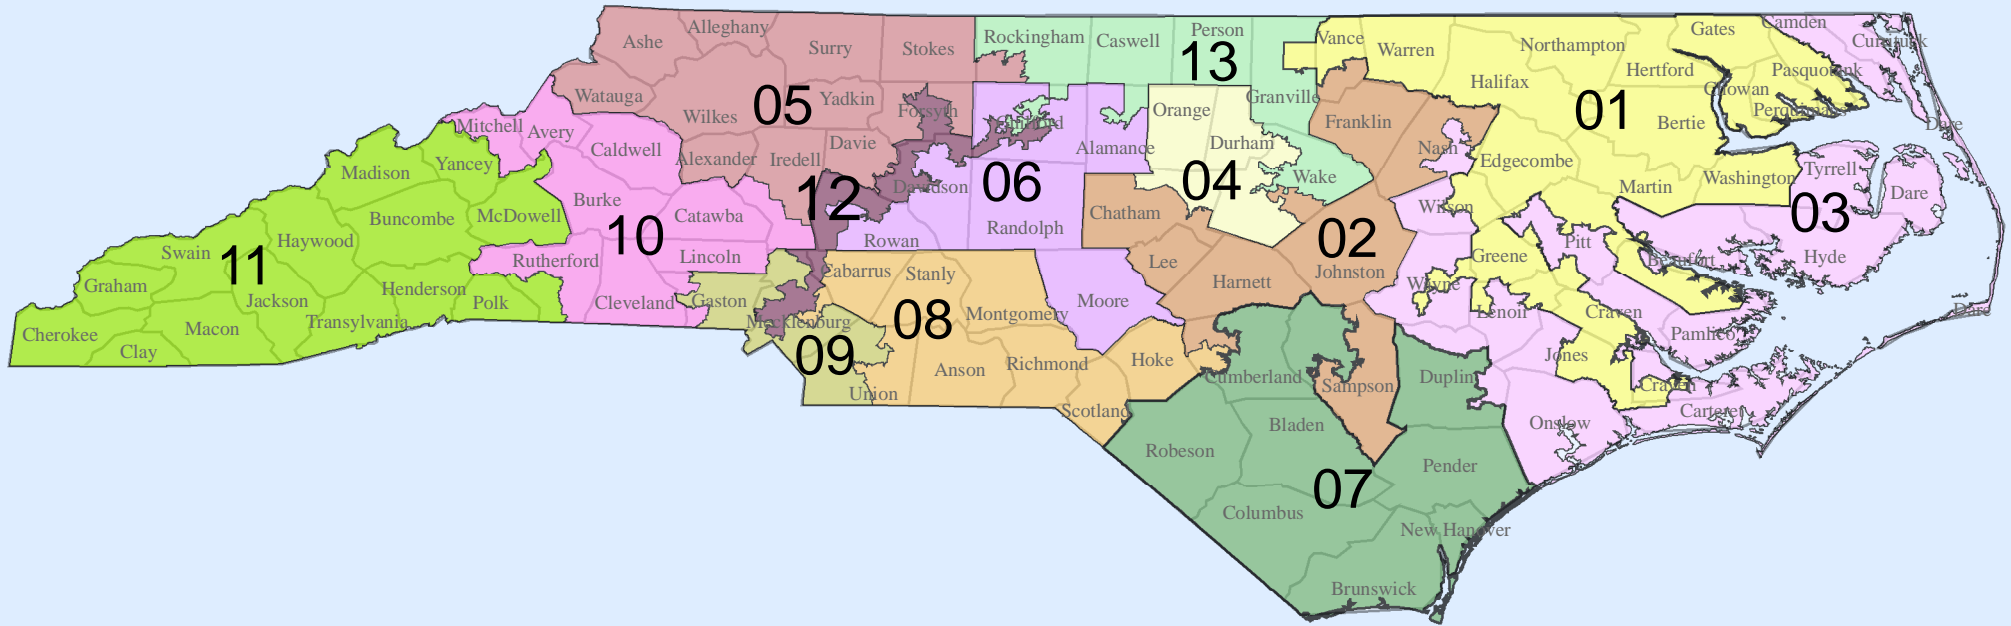 Ashe
Alleghany
Surry
Stokes
Rockingham
Caswell
Person
13
Granville
Vance
Warren
Northampton
Gates
Camden
Currituck
Halifax
Hertford
Pasquotank
Chowan
Perquimans
01
Bertie
Dare
Watauga
Wilkes
05
Yadkin
Forsyth
Guilford
Alamance
Orange
Durham
04
Wake
Franklin
Nash
Edgecombe
Martin
Washington
Tyrrell
Dare
03
Mitchell
Avery
Caldwell
Alexander
Iredell
Davie
12
Davidson
06
Randolph
Rowan
Chatham
Madison
Yancey
McDowell
Burke
Catawba
10
Lincoln
Buncombe
Haywood
Swain
11
Graham
Jackson
Henderson
Polk
Rutherford
Cleveland
Gaston
Cherokee
Macon
Clay
Transylvania
Mecklenburg
Cabarrus
Stanly
08
Montgomery
Moore
Lee
Harnett
02
Johnston
Wilson
Wayne
Greene
Pitt
Beaufort
Hyde
Dare
Lenoir
Craven
Pamlico
Jones
Craven
Carteret
Onslow
09
Union
Anson
Richmond
Hoke
Scotland
Cumberland
Sampson
Duplin
Robeson
Bladen
07
Pender
Columbus
New Hanover
Brunswick